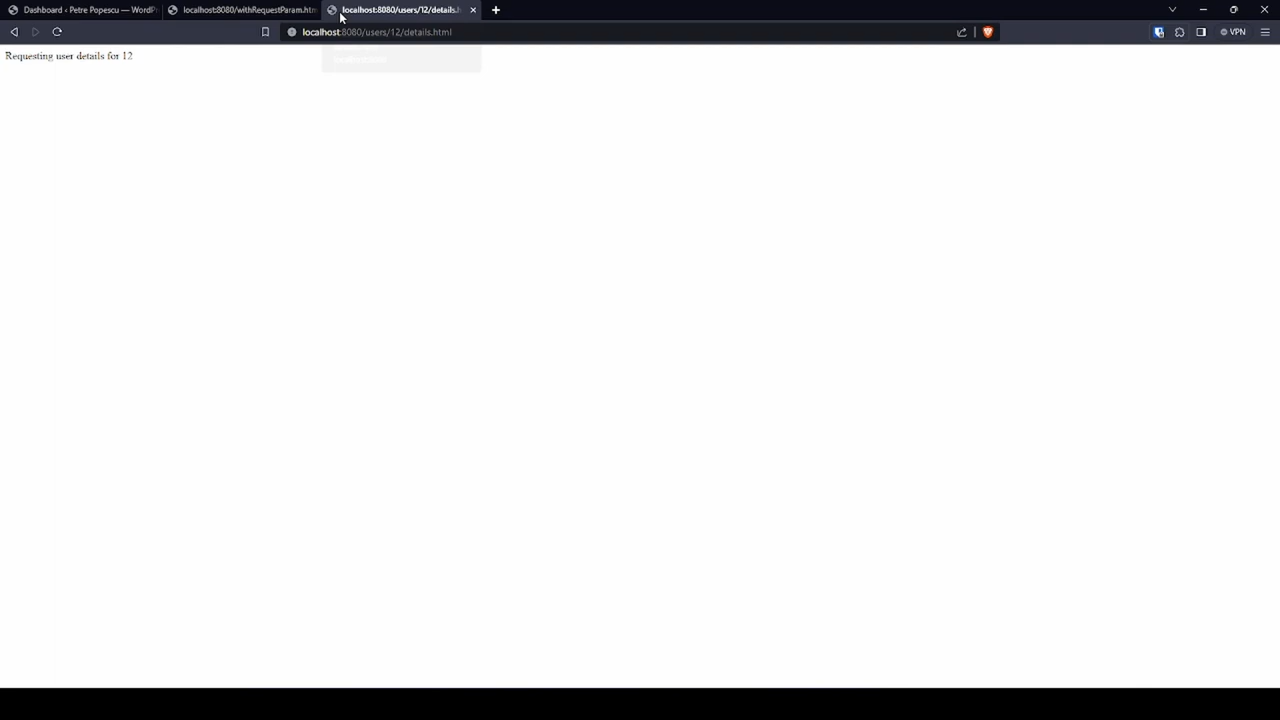 Dashboard ‹ Petre Popescu — WordP
localhost:8080/withRequestParam.htm
localhost:8080/users/12/details.h
localhost:8080/users/12/details.html
VPN
Requesting user details for 12